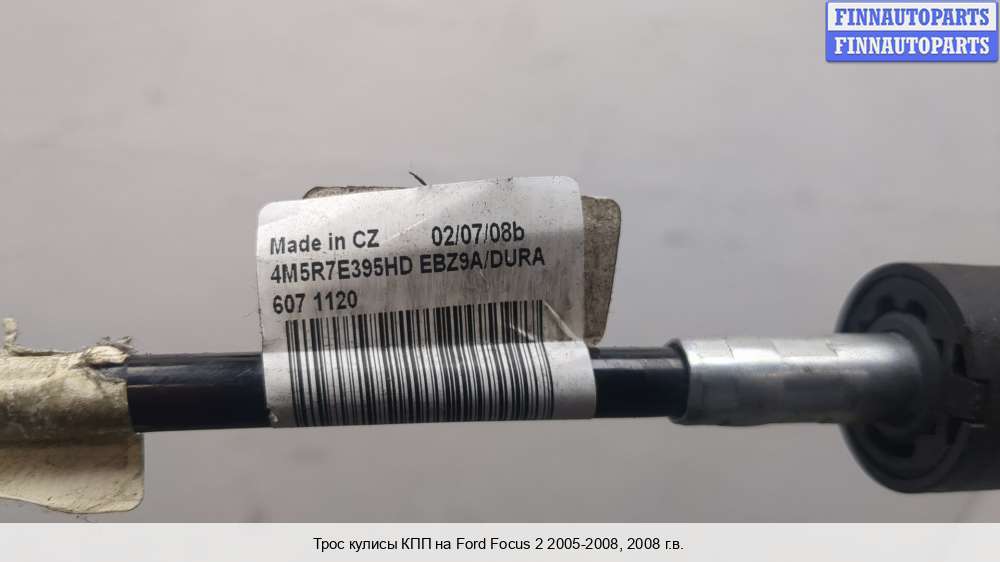 FINNAUTOPARTS
FINNAUTOPARTS
Made in CZ 02/07/08b
4M5R7E395HD EBZ9A/DURA
607 1120
Трос кулисы КПП на Ford Focus 2 2005-2008, 2008 г.в.